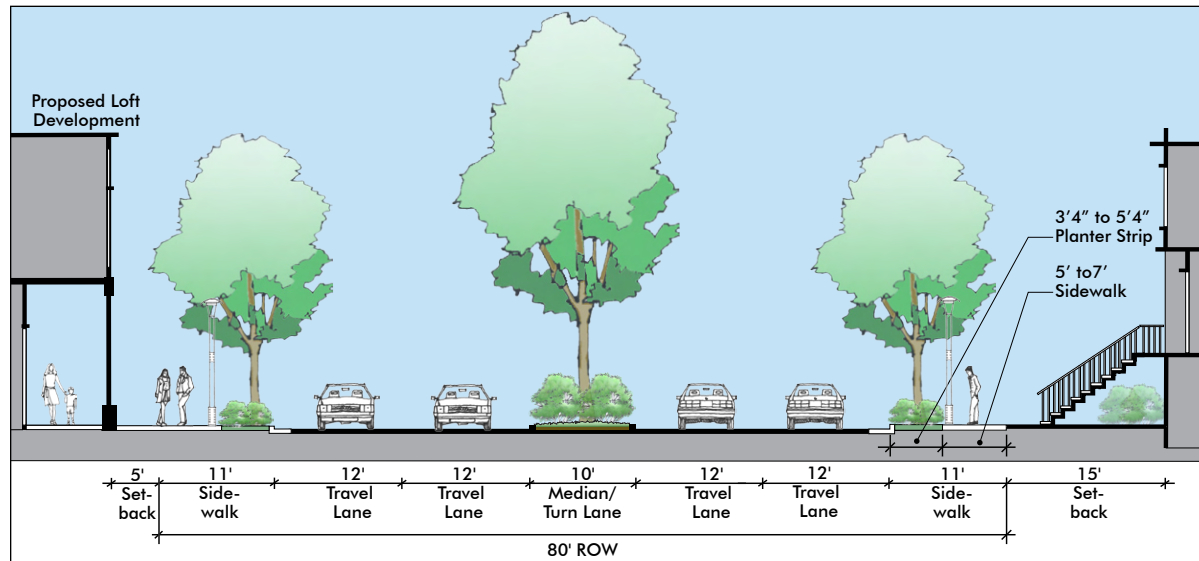 Proposed Loft
Development
3'4” to 5'4”
Planter Strip
5’ to7’
Sidewalk
5' 11' 12' 12' 10' 12' 12' 11' 15'
Set-
back
Side-
walk
Travel
Lane
Travel
Lane
Median/
Turn Lane
Travel
Lane
Travel
Lane
Side-
walk
Set-
back
80' ROW